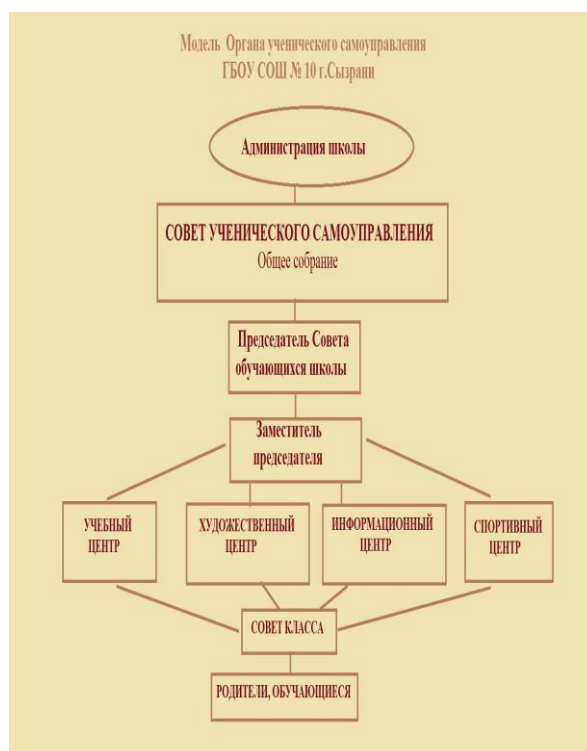 Модель Органа ученического самоуправления
ГБОУ СОШ № 10 г.Сызрани
Администрация школы
СОВЕТ УЧЕНИЧЕСКОГО САМОУПРАВЛЕНИЯ
Общее собрание
Председатель Совета
обучающихся школы
Заместитель
председателя
УЧЕБНЫЙ
ЦЕНТР
ХУДОЖЕСТВЕННЫЙ
ЦЕНТР
ИНФОРМАЦИОННЫЙ
ЦЕНТР
СПОРТИВНЫЙ
ЦЕНТР
СОВЕТ КЛАССА
РОДИТЕЛИ, ОБУЧАЮЩИЕСЯ